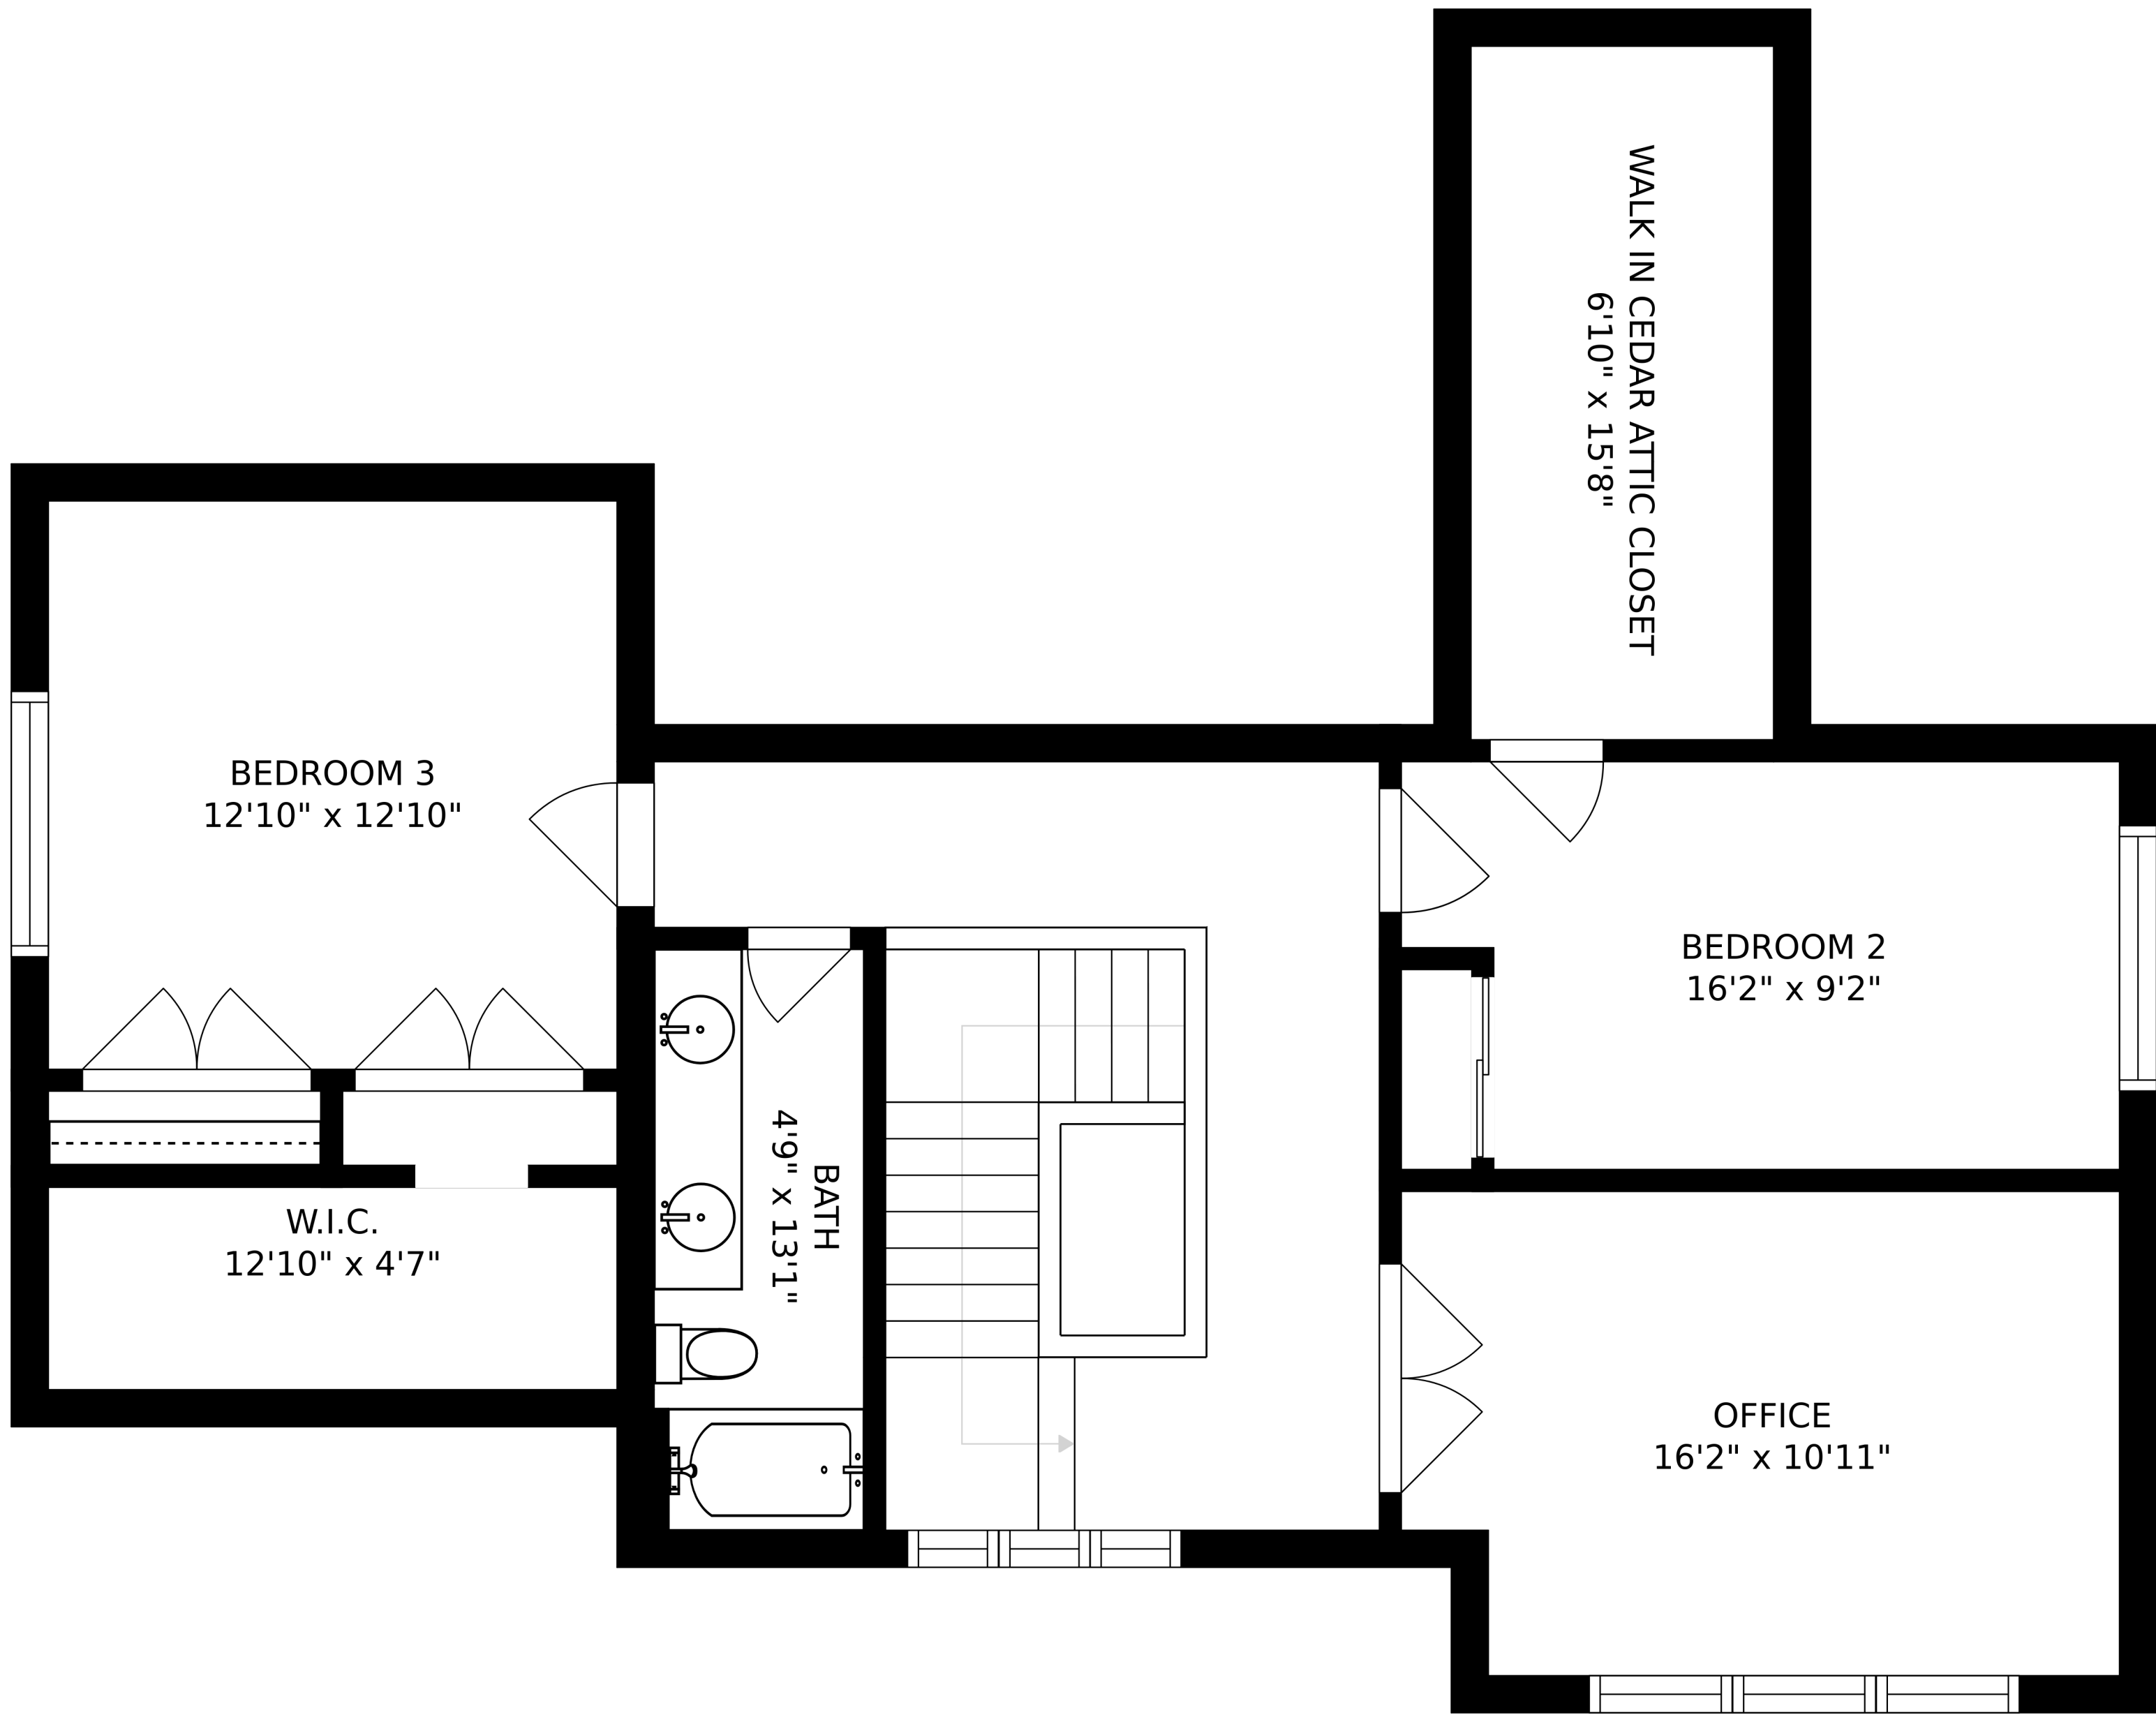 WALK IN CEDAR ATTIC CLOSET
6'10" x 15'8"
BEDROOM 3
12'10" x 12'10"
BEDROOM 2
16'2" x 9'2"
BATH
4'9" x 13'1"
W.I.C.
12'10" x 4'7"
OFFICE
16'2" x 10'11"